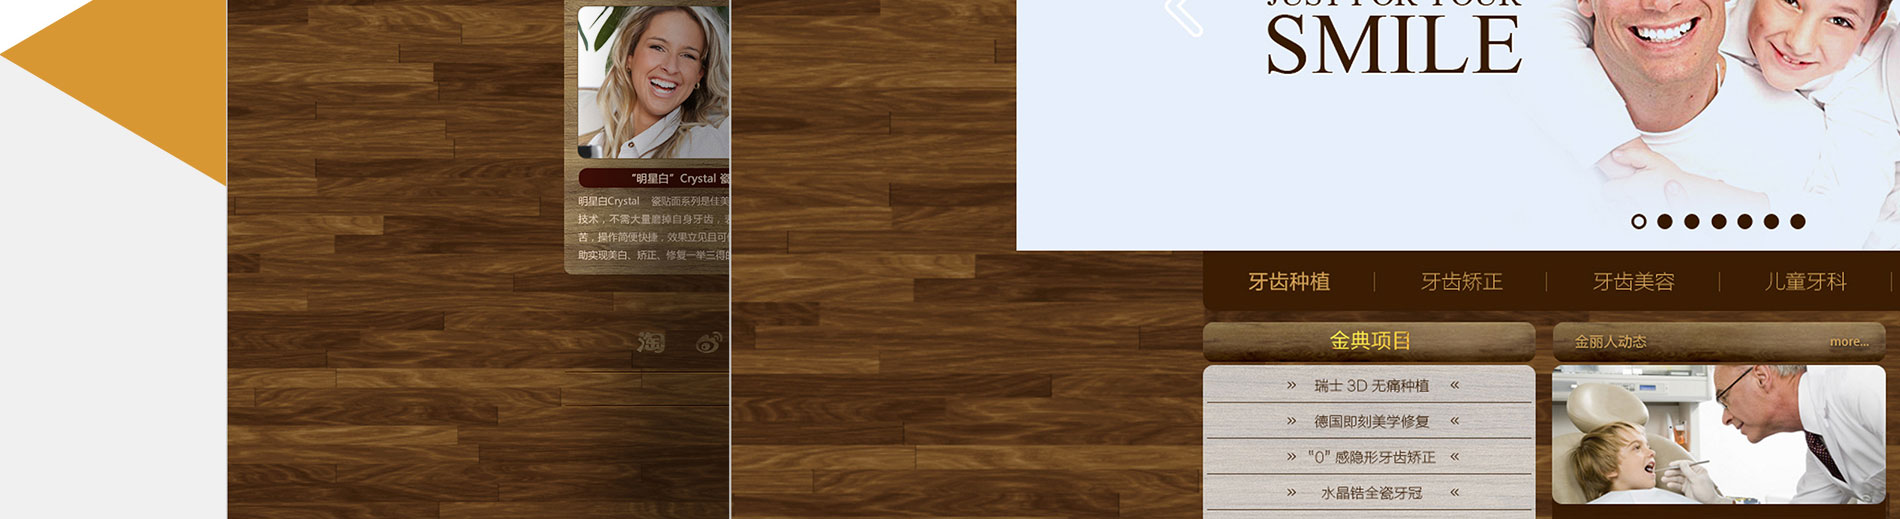 JUST FOR YOUR
SMILE
"明星白" Crystal 瓷
明星白Crystal 瓷贴面系列是佳美
技术，不需大量磨掉自身牙齿，
苦，操作简便快捷，效果立见且可
助实现美白、矫正、修复一举三得
淘
牙齿种植 | 牙齿矫正 | 牙齿美容 | 儿童牙科 |
金典项目
» 瑞士 3D 无痛种植 «
» 德国即刻美学修复 «
» “0” 感隐形牙齿矫正 «
» 水晶锆全瓷牙冠 «
金丽人动态 more...